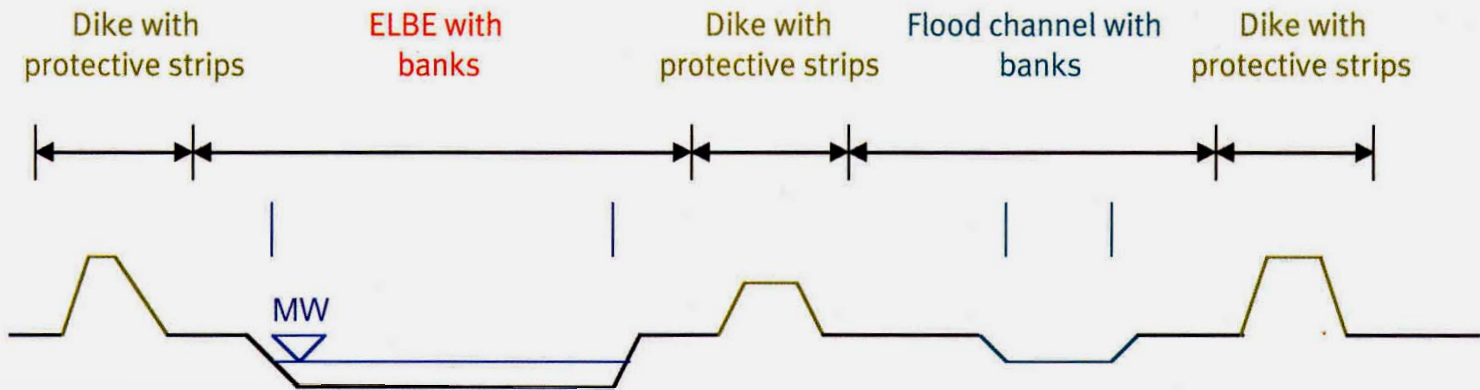 Dike with
protective strips
ELBE with
banks
Dike with
protective strips
Flood channel with
banks
Dike with
protective strips
MW